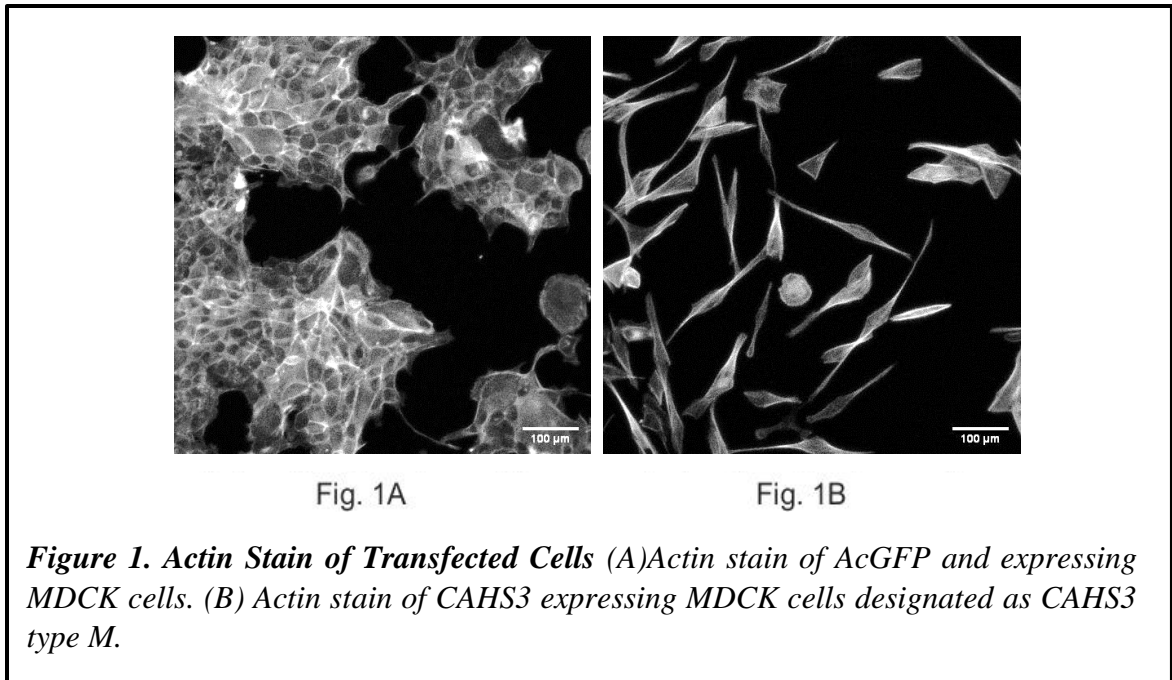 100 µm
100 µm
Fig. 1A
Fig. 1B
Figure 1. Actin Stain of Transfected Cells (A)Actin stain of AcGFP and expressing
MDCK cells. (B) Actin stain of CAHS3 expressing MDCK cells designated as CAHS3
type M.